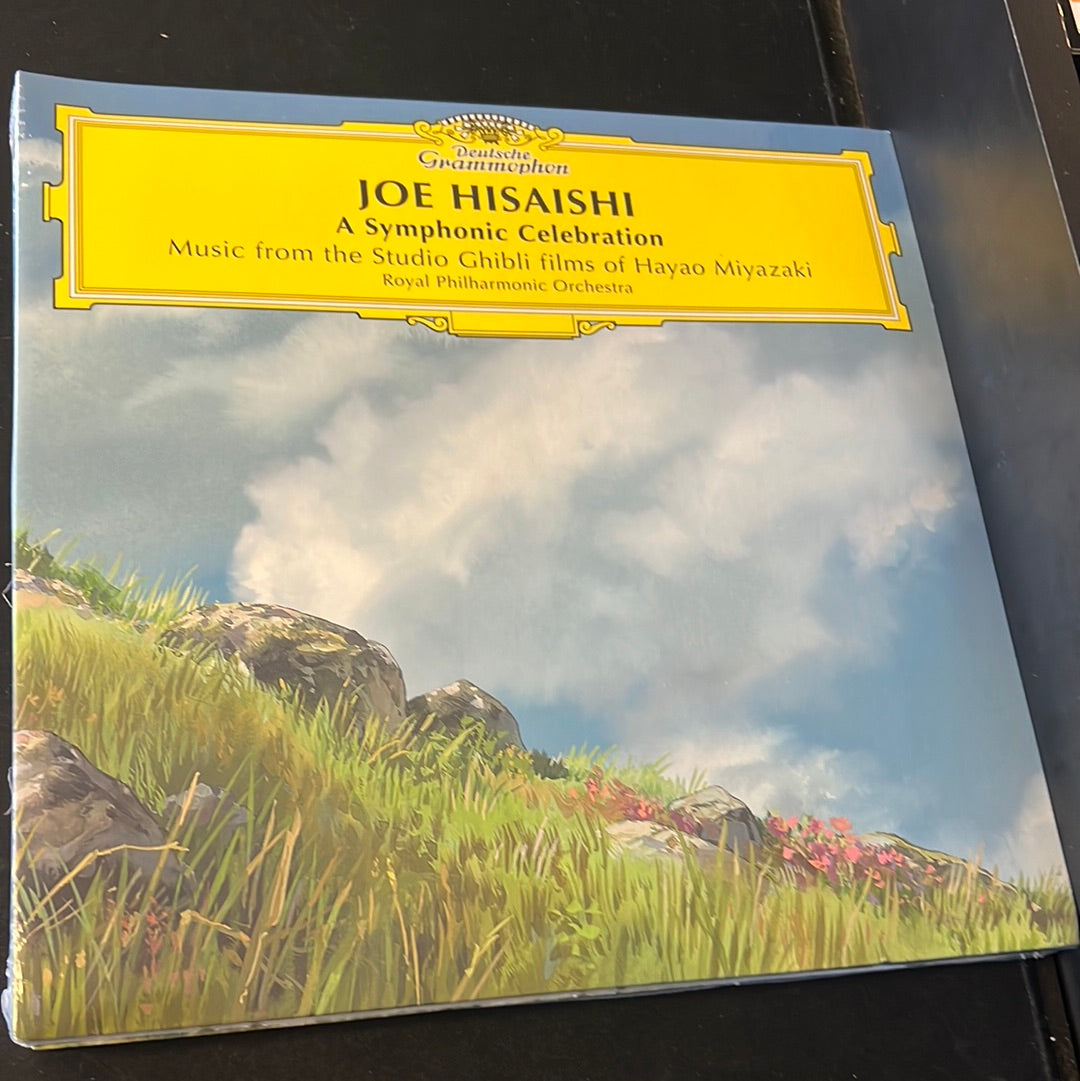 Deutsche
Grammophon
JOE HISAISHI
A Symphonic Celebration
Music from the Studio Ghibli films of Hayao Miyazaki
Royal Philharmonic Orchestra